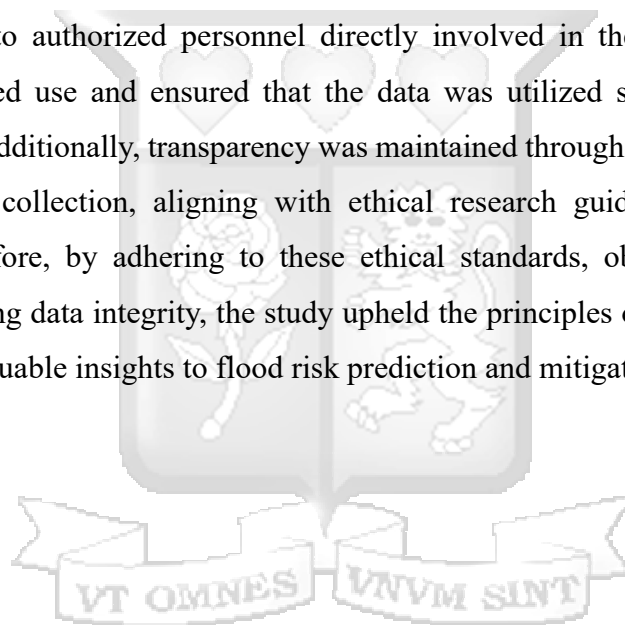 to authorized personnel directly involved in the
ed use and ensured that the data was utilized s
dditionally, transparency was maintained through
collection, aligning with ethical research guid
fore, by adhering to these ethical standards, ob
ng data integrity, the study upheld the principles o
uable insights to flood risk prediction and mitigat
VT OMNES VNVM SINT